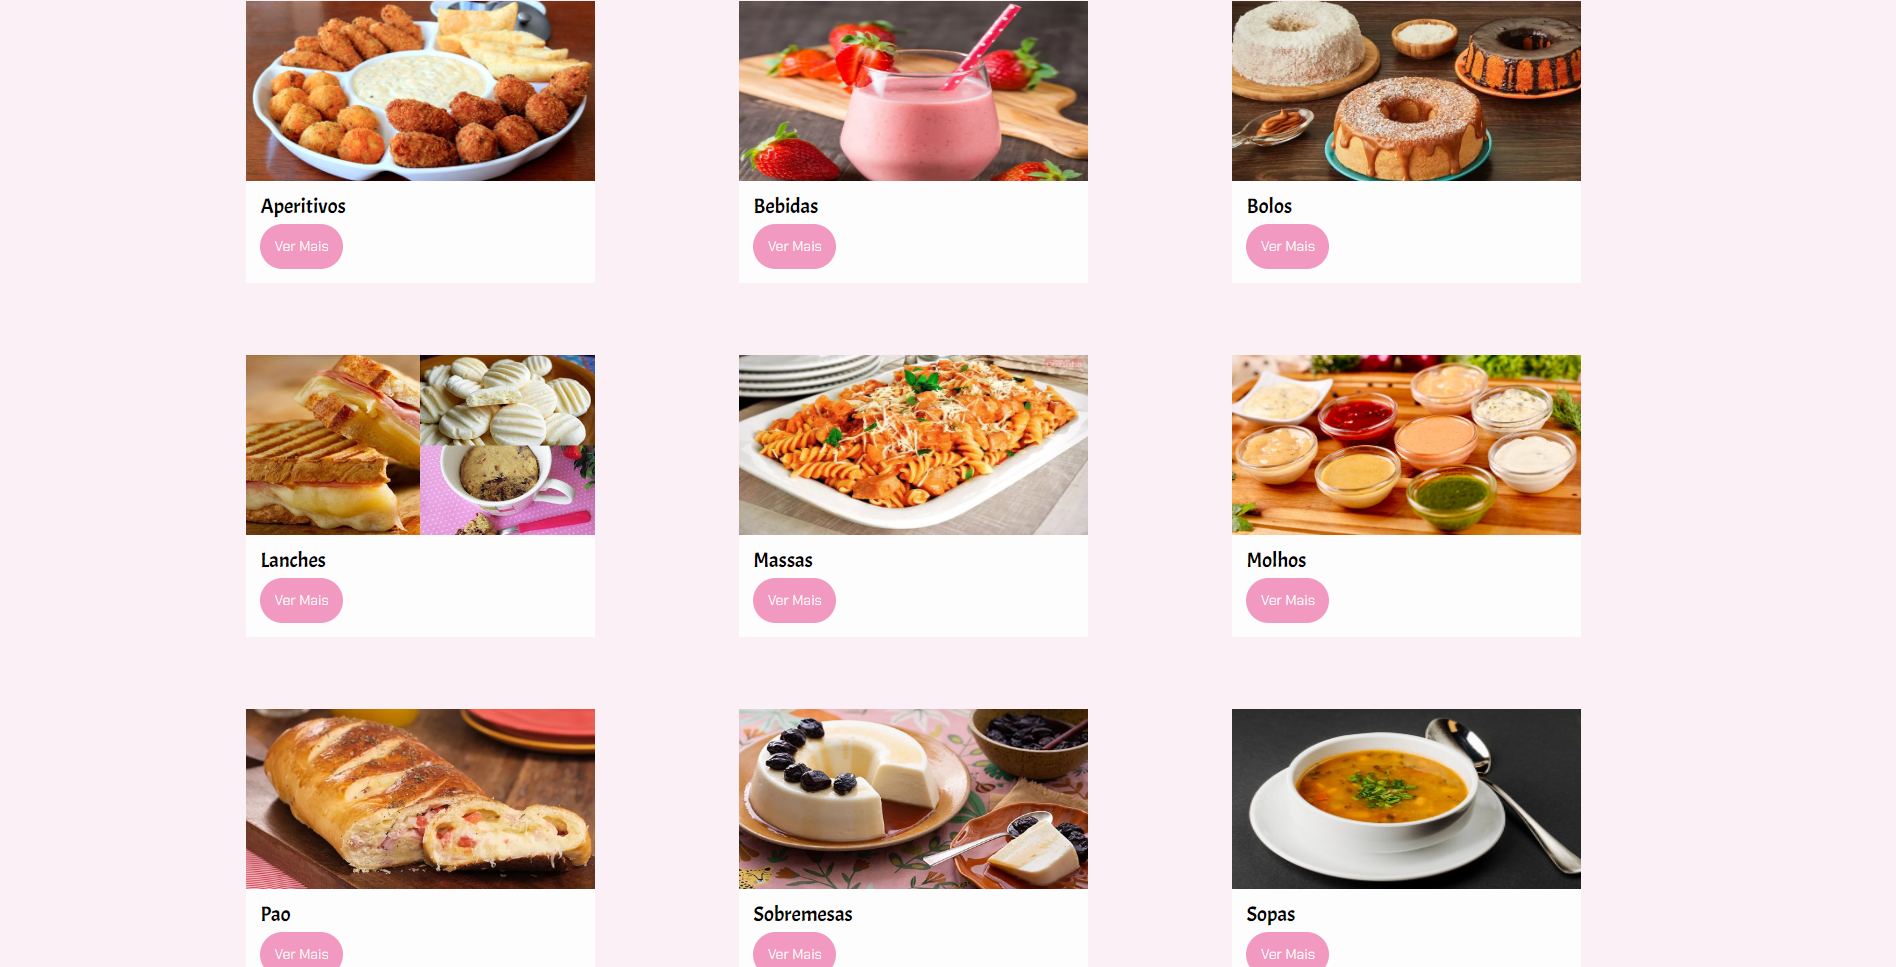 Aperitivos
Ver Mais
Bebidas
Ver Mais
Bolos
Ver Mais
Lanches
Ver Mais
Massas
Ver Mais
Molhos
Ver Mais
Pao
Ver Mais
Sobremesas
Ver Mais
Sopas
Ver Mais